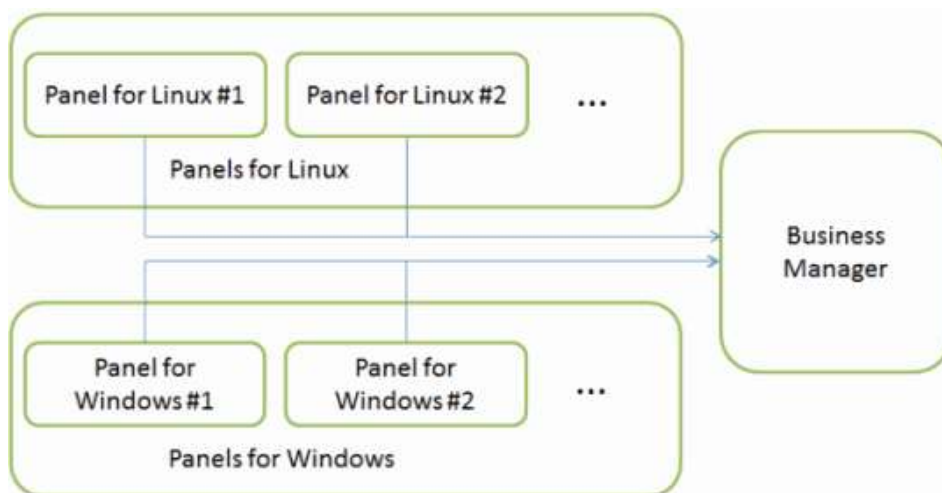 Panel for Linux #1
Panel for Linux #2
...
Panels for Linux
Business
Manager
Panel for
Windows #1
Panel for
Windows #2
...
Panels for Windows